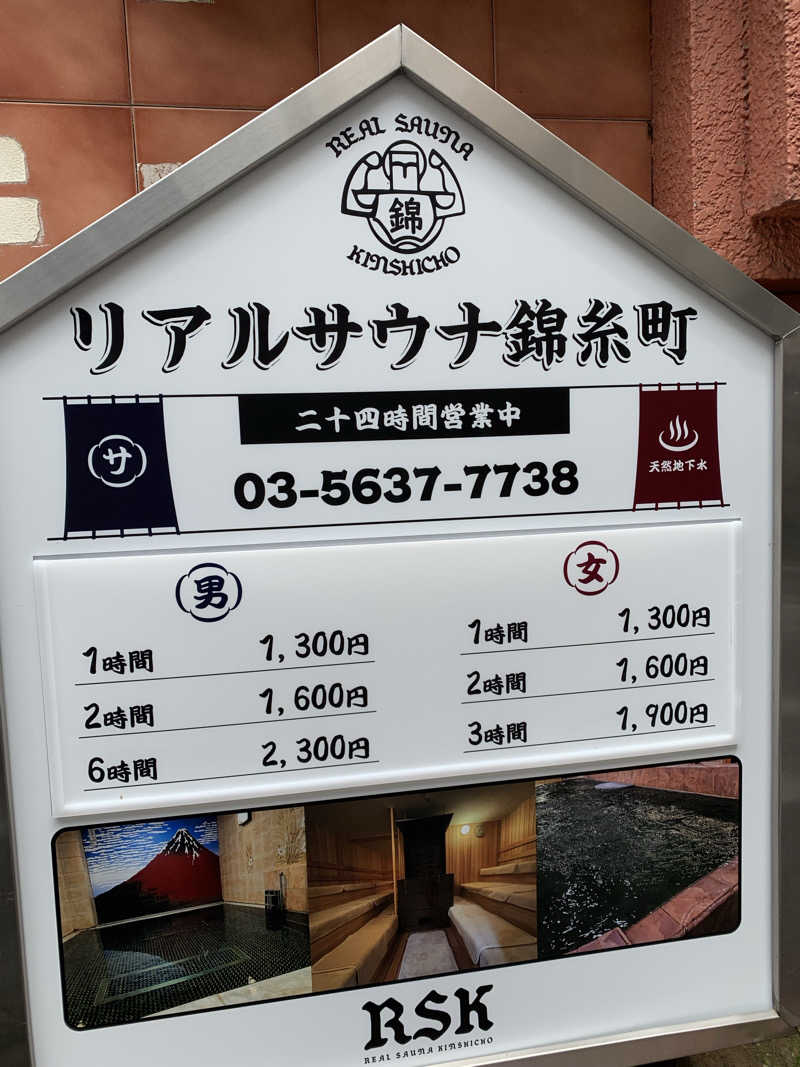 REAL SAUNA
錦
KINSHICHO
リアルサウナ錦糸町
二十四時間営業中
サ
天然地下水
03-5637-7738
男
1時間 1,300円
2時間 1,600円
6時間 2,300円
女
1時間 1,300円
2時間 1,600円
3時間 1,900円
RSK
REAL SAUNA KINSHICHO